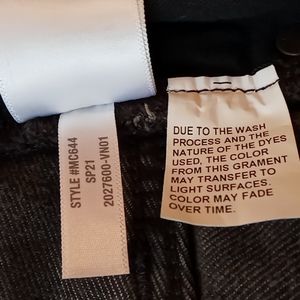 STYLE #MC644
SP21
2027600-VN01
DUE TO THE WASH
PROCESS AND THE
NATURE OF THE DYES
USED, THE COLOR
FROM THIS GRAMENT
MAY TRANSFER TO
LIGHT SURFACES.
COLOR MAY FADE
OVER TIME.